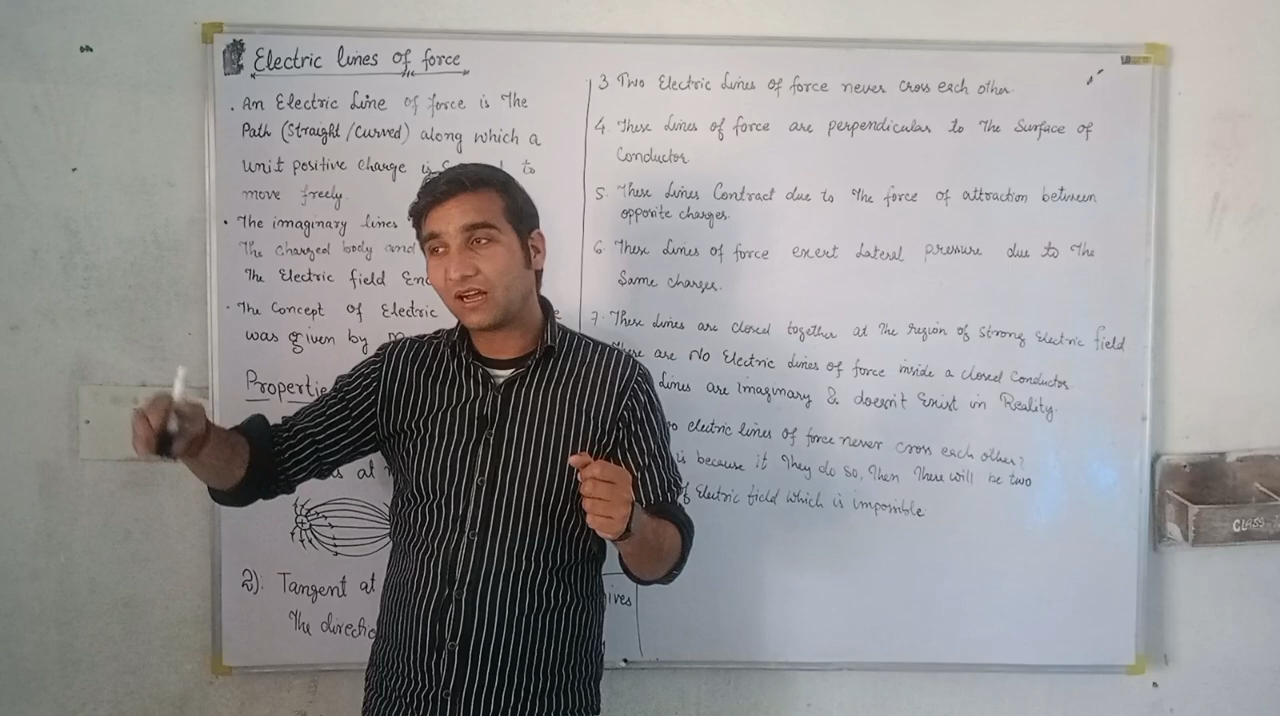 Electric lines of force
. An Electric Line of force is The
Path (Straight/Curved) along which a
unit positive charge is to
move freely.
. The imaginary lines
The charged body and
The Electric field
. The Concept of Electric
was given by
Properties
at
2): Tangent at
gives
The direction
3 Two Electric Lines of force never cross each other.
4. These Lines of force are perpendicular to The Surface of
Conductor
5. These Lines Contract due to The force of attraction between
opposite charges.
6. These Lines of force exert Lateral pressure due to The
Same charges.
7. These Lines are closed together at The region of strong Electric field
There are No Electric Lines of force inside a closed Conductor.
Lines are imaginary & doesn't Exist in Reality.
electric lines of force never cross each other?
is because if They do so, Then There will be two
of Electric field which is impossible.
CLASS